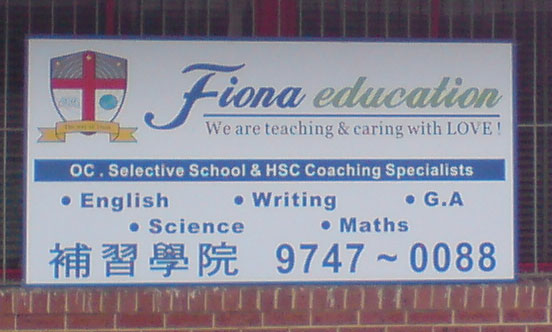 Fiona education
We are teaching & caring with LOVE!
OC . Selective School & HSC Coaching Specialists
• English • Writing • G.A
• Science • Maths
補習學院 9747~0088